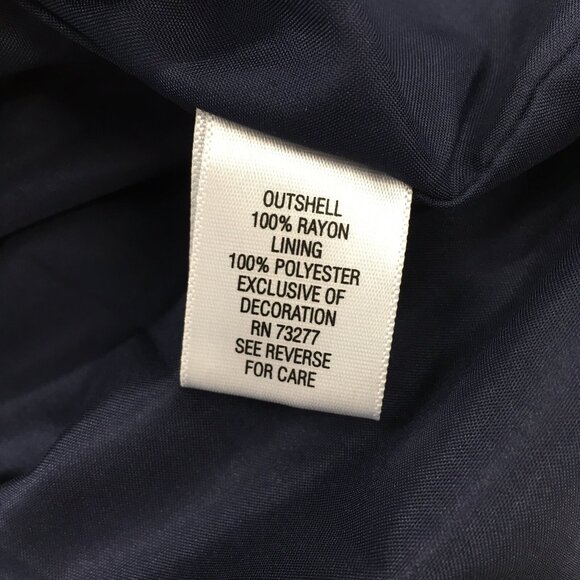 OUTSHELL
100% RAYON
LINING
100% POLYESTER
EXCLUSIVE OF
DECORATION
RN 73277
SEE REVERSE
FOR CARE